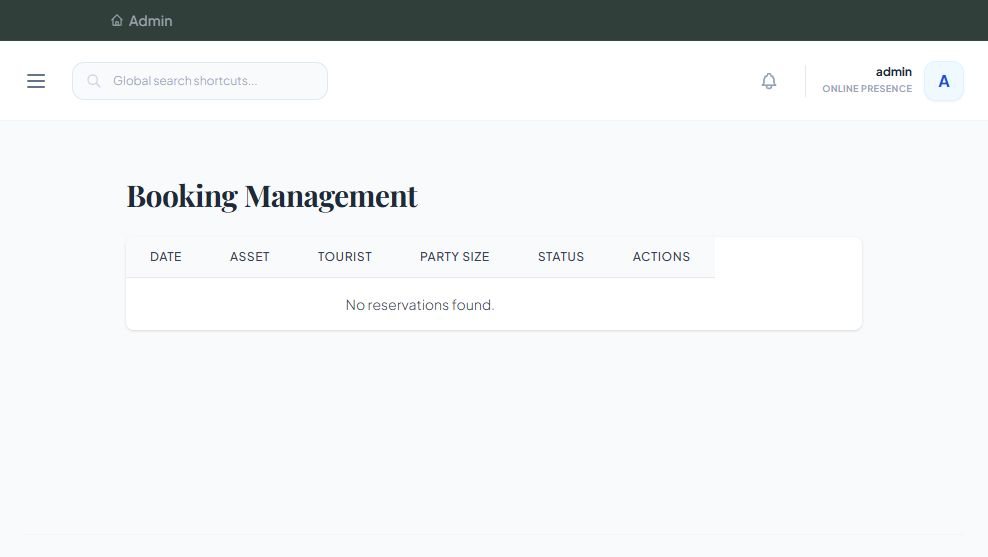 Admin
Global search shortcuts...
admin
ONLINE PRESENCE
A
Booking Management
DATE ASSET TOURIST PARTY SIZE STATUS ACTIONS
No reservations found.